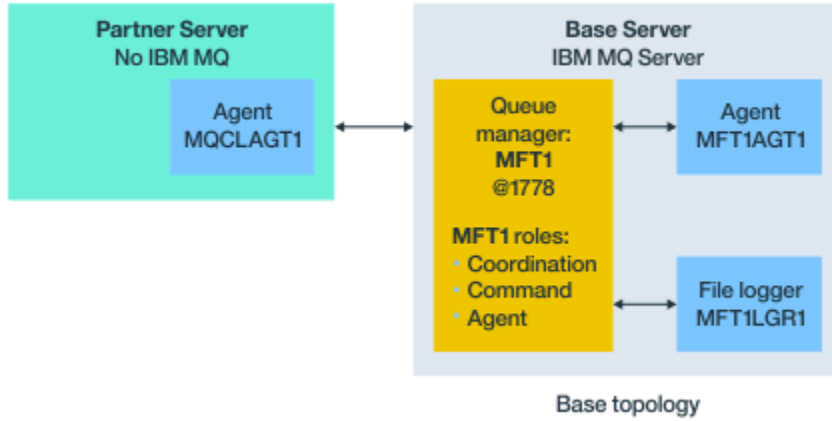 Partner Server
No IBM MQ
Agent
MQCLAGT1
Base Server
IBM MQ Server
Queue
manager:
MFT1
@1778
MFT1 roles:
• Coordination
• Command
• Agent
Agent
MFT1AGT1
File logger
MFT1LGR1
Base topology